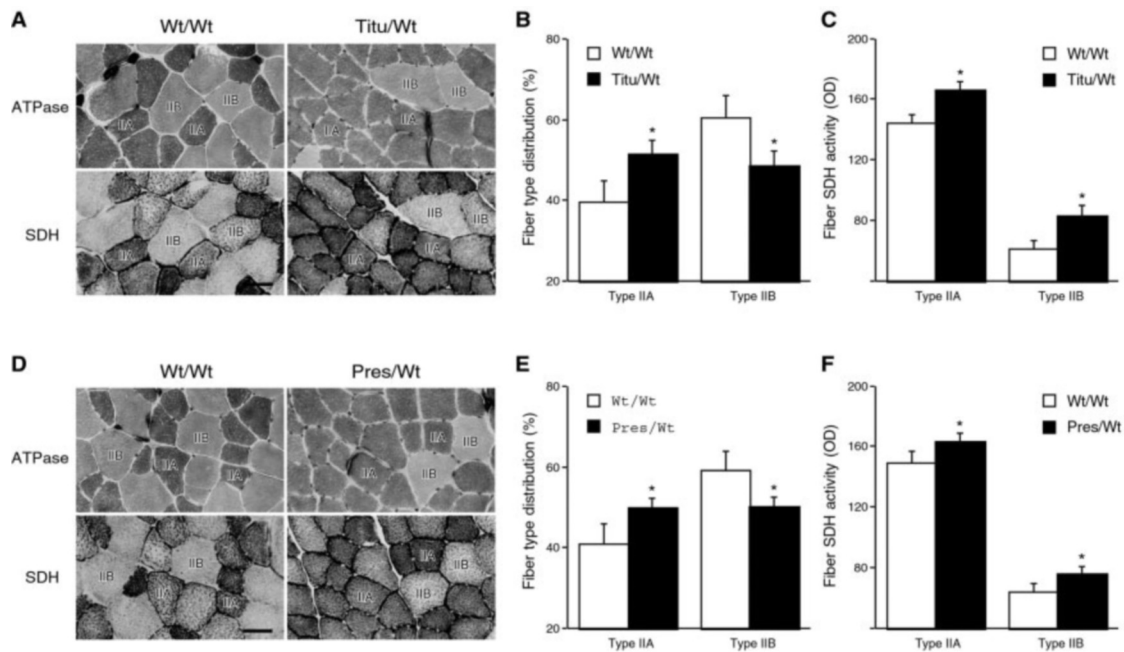 A
Wt/Wt
Titu/Wt
ATPase
IIB
IIB
IIA
IIA
IIB
IIB
IIA
SDH
IIB
IIB
IIA
IIA
IIB
IIB
IIA
IIA
B
Fiber type distribution (%)
80
60
40
20
Wt/Wt
Titu/Wt
*
*
Type IIA
Type IIB
C
Fiber SDH activity (OD)
200
160
120
80
Wt/Wt
Titu/Wt
*
*
Type IIA
Type IIB
D
Wt/Wt
Pres/Wt
ATPase
IIB
IIB
IIA
IIA
IIA
IIB
IIA
IIB
SDH
IIB
IIB
IIA
IIA
IIA
IIB
IIA
IIB
E
Fiber type distribution (%)
80
60
40
20
Wt/Wt
Pres/Wt
*
*
Type IIA
Type IIB
F
Fiber SDH activity (OD)
200
160
120
80
Wt/Wt
Pres/Wt
*
*
Type IIA
Type IIB